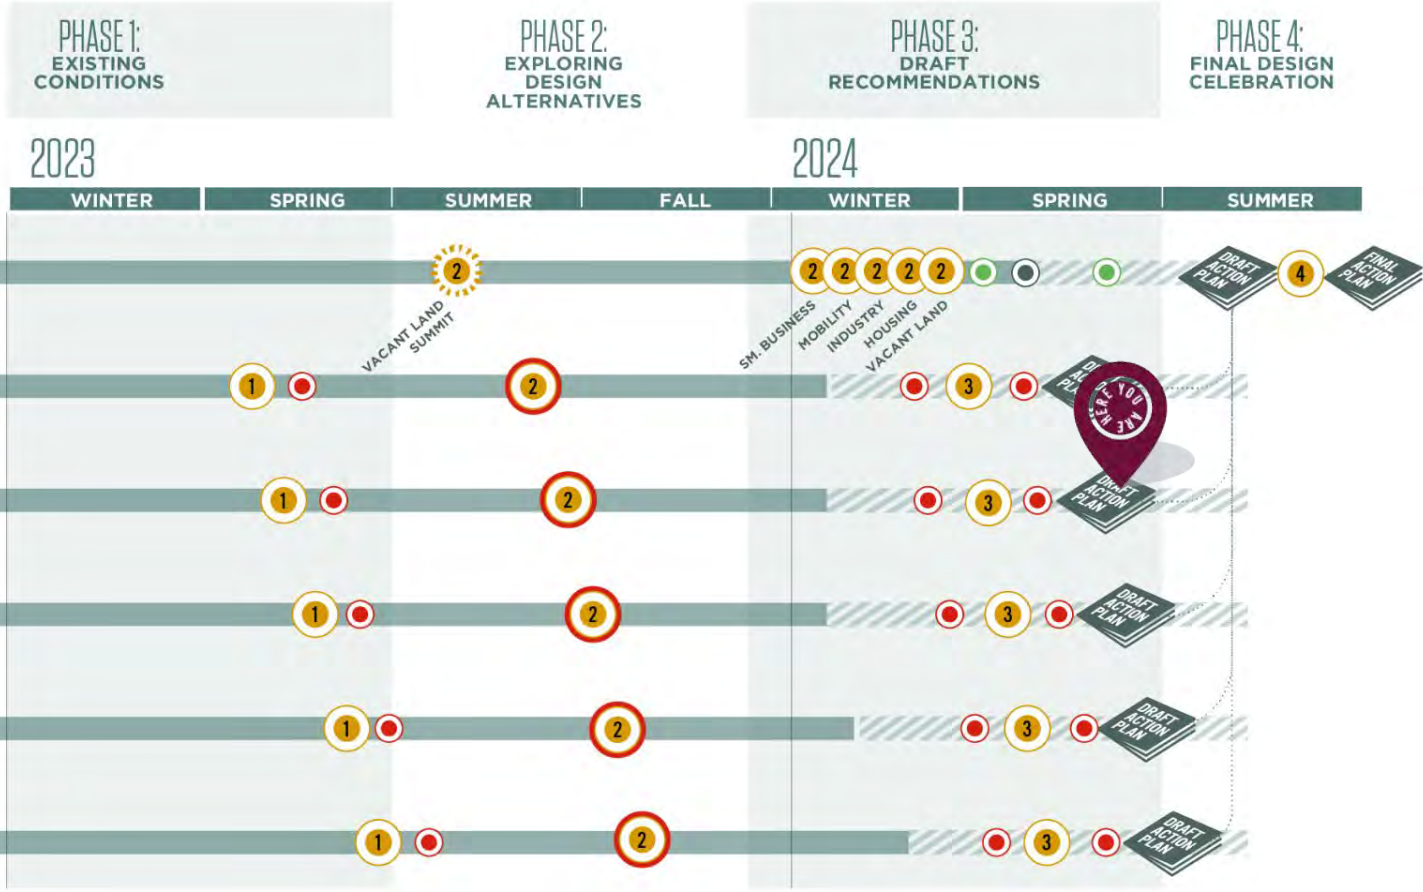 PHASE 1:
EXISTING
CONDITIONS
PHASE 2:
EXPLORING
DESIGN
ALTERNATIVES
PHASE 3:
DRAFT
RECOMMENDATIONS
PHASE 4:
FINAL DESIGN
CELEBRATION
2023
2024
WINTER
SPRING
SUMMER
FALL
WINTER
SPRING
SUMMER
2
VACANT LAND
SUMMIT
2
2
2
2
2
SM. BUSINESS
MOBILITY
INDUSTRY
HOUSING
VACANT LAND
DRAFT
ACTION
PLAN
4
FINAL
ACTION
PLAN
1
2
3
YOU ARE HERE
1
2
3
DRAFT
ACTION
PLAN
1
2
3
DRAFT
ACTION
PLAN
1
2
3
DRAFT
ACTION
PLAN
1
2
3
DRAFT
ACTION
PLAN